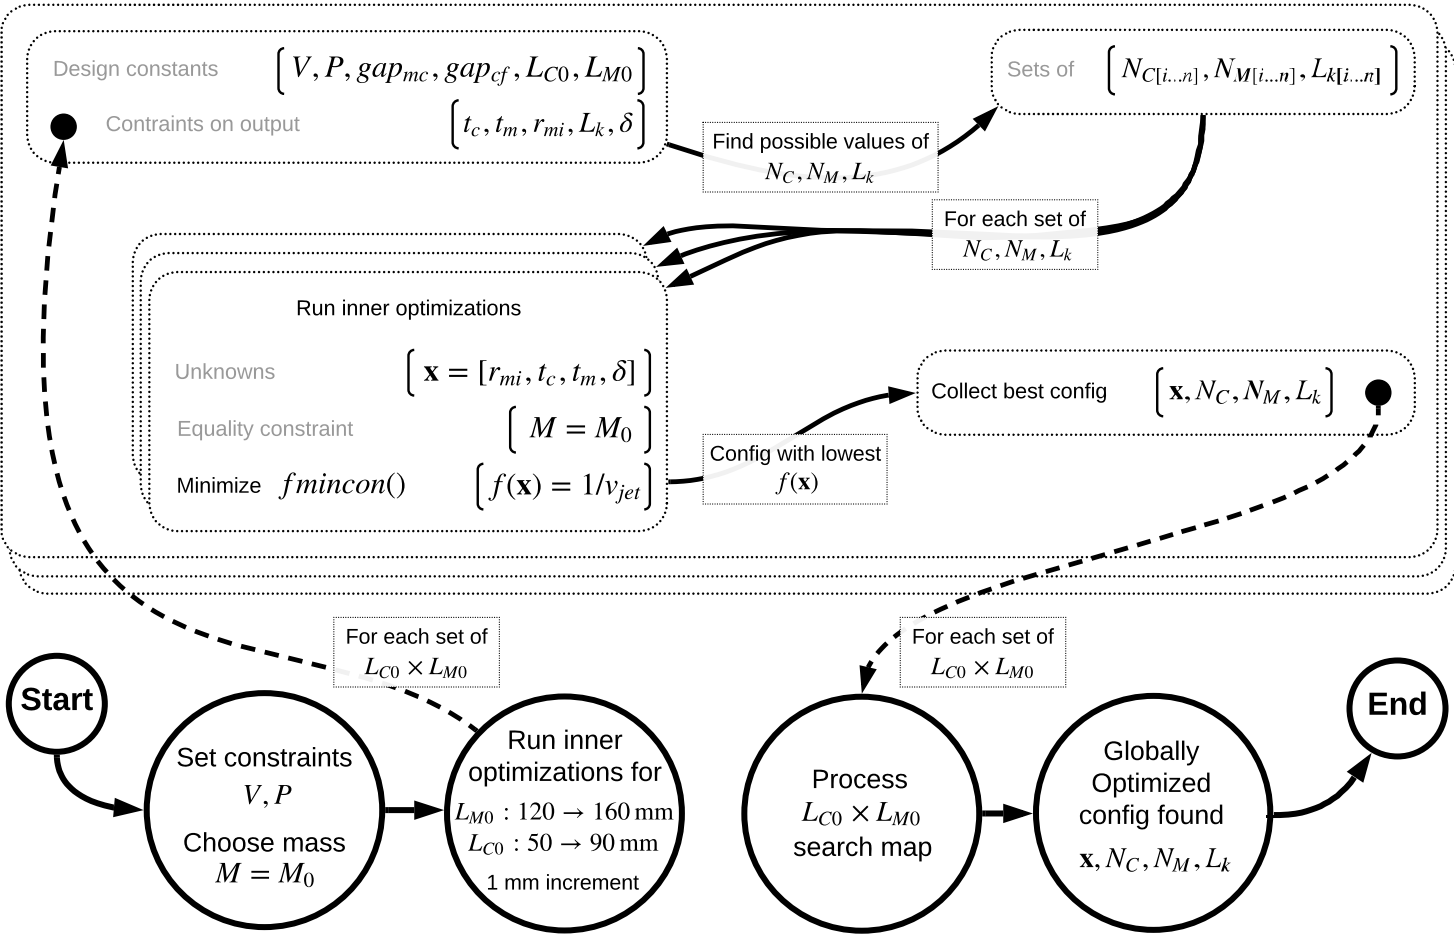 Design constants [V, P, gap_mc, gap_cf, L_C0, L_M0]
Contraints on output [t_c, t_m, r_mi, L_k, δ]
Sets of [N_C[i...n], N_M[i...n], L_k[i...n]]
Find possible values of
N_C, N_M, L_k
For each set of
N_C, N_M, L_k
Run inner optimizations
Unknowns [x = [r_mi, t_c, t_m, δ]]
Equality constraint [M = M_0]
Minimize fmincon() [f(x) = 1/v_jet]
Config with lowest
f(x)
Collect best config [x, N_C, N_M, L_k]
For each set of
L_C0 × L_M0
For each set of
L_C0 × L_M0
Start
Set constraints
V, P
Choose mass
M = M_0
Run inner
optimizations for
L_M0 : 120 → 160 mm
L_C0 : 50 → 90 mm
1 mm increment
Process
L_C0 × L_M0
search map
Globally
Optimized
config found
x, N_C, N_M, L_k
End